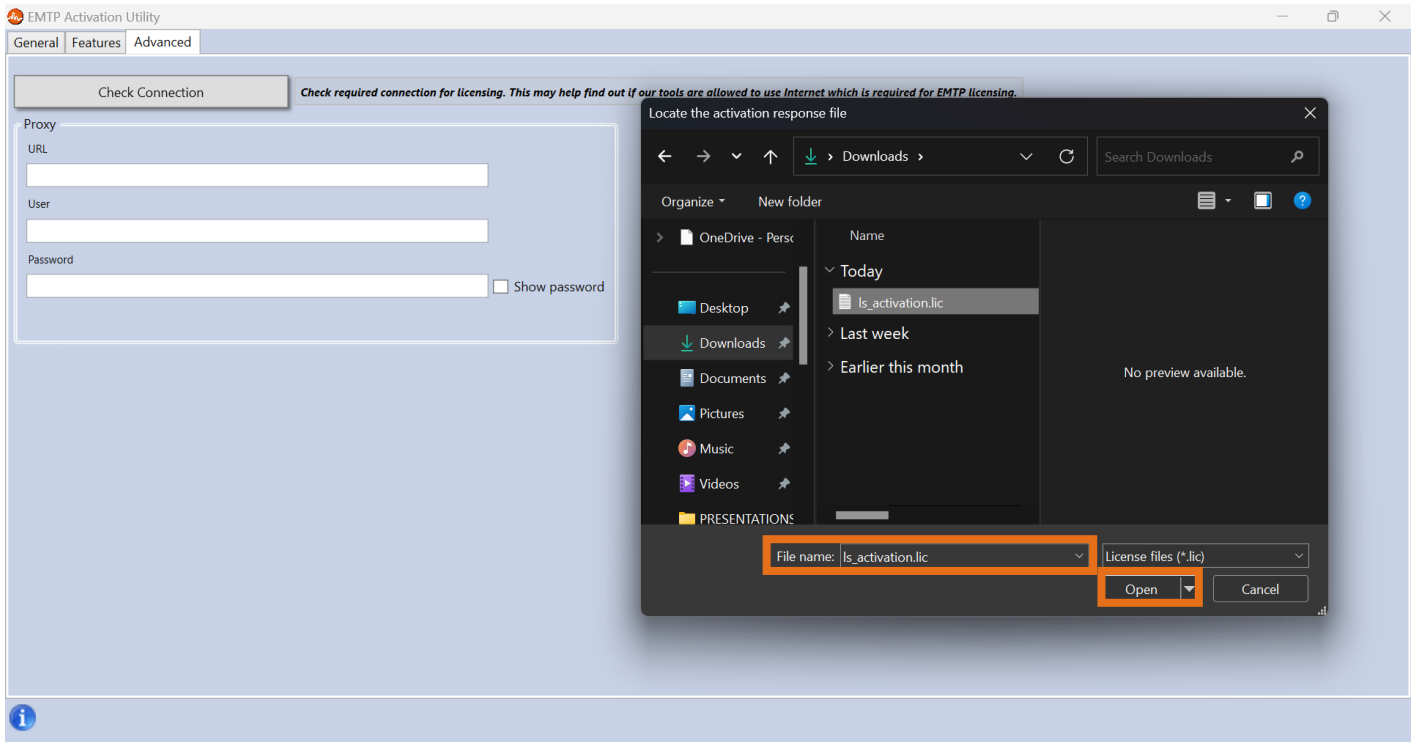 EMTP Activation Utility
General Features Advanced
Check Connection
Check required connection for licensing. This may help find out if our tools are allowed to use Internet which is required for EMTP licensing.
Proxy
URL
User
Password
Show password
Locate the activation response file
Downloads
Search Downloads
Organize New folder
OneDrive - Perso
Desktop
Downloads
Documents
Pictures
Music
Videos
PRESENTATIONS
Name
Today
ls_activation.lic
Last week
Earlier this month
No preview available.
File name: ls_activation.lic
License files (*.lic)
Open
Cancel